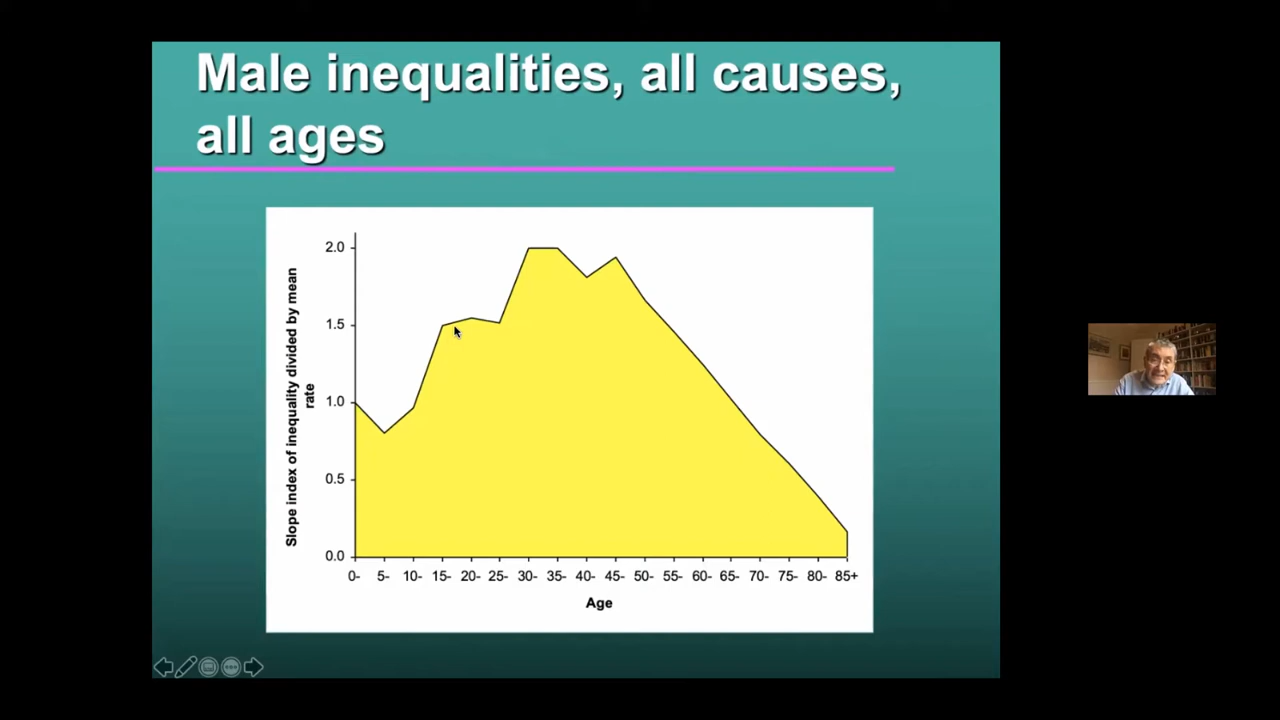 Male inequalities, all causes,
all ages
Slope index of inequality divided by mean
rate
2.0
1.5
1.0
0.5
0.0
0- 5- 10- 15- 20- 25- 30- 35- 40- 45- 50- 55- 60- 65- 70- 75- 80- 85+
Age